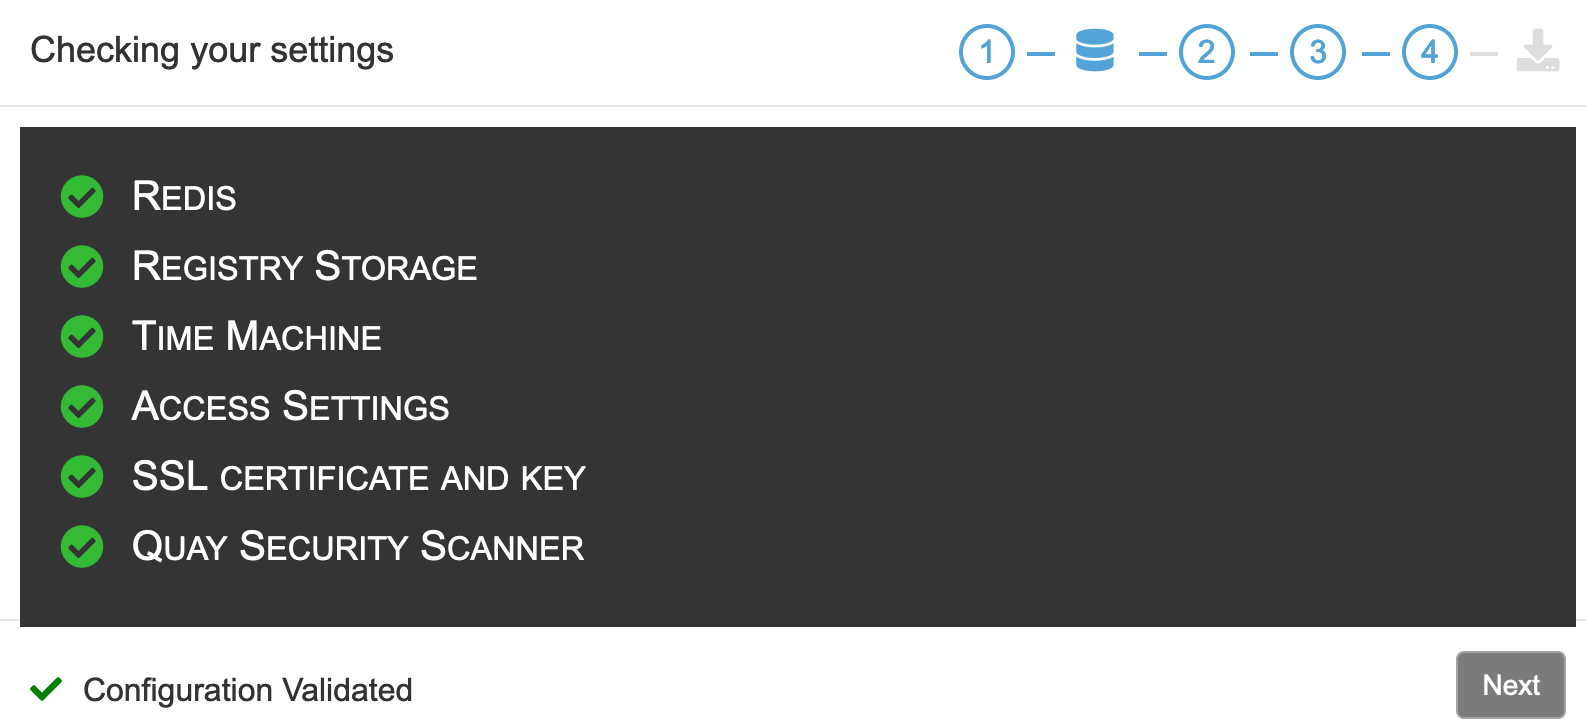 Checking your settings
1 2 3 4
Redis
Registry Storage
Time Machine
Access Settings
SSL certificate and key
Quay Security Scanner
Configuration Validated
Next